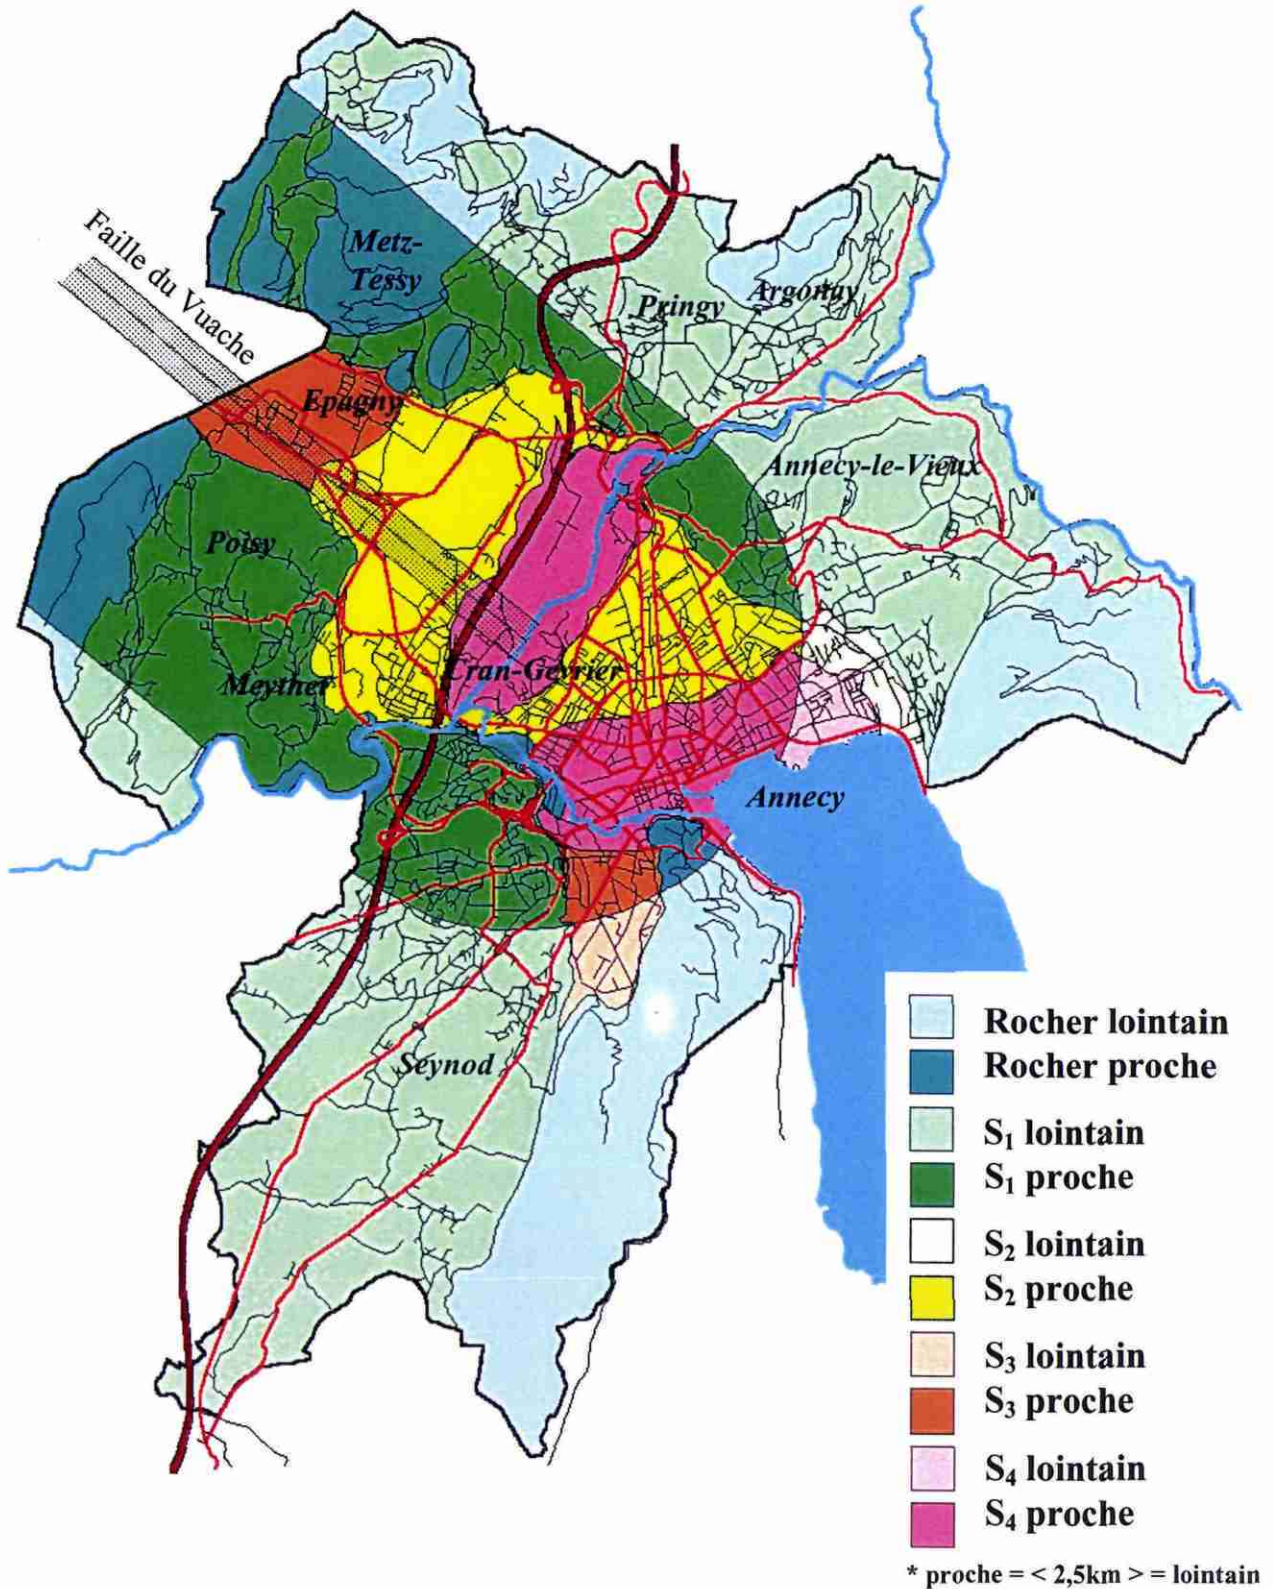 Metz-
Tessy
Faille du Vuache
Pringy
Argonay
Epagny
Annecy-le-Vieux
Poisy
Cran-Gevrier
Meythet
Annecy
Seynod
Rocher lointain
Rocher proche
S₁ lointain
S₁ proche
S₂ lointain
S₂ proche
S₃ lointain
S₃ proche
S₄ lointain
S₄ proche
* proche = < 2,5km > = lointain